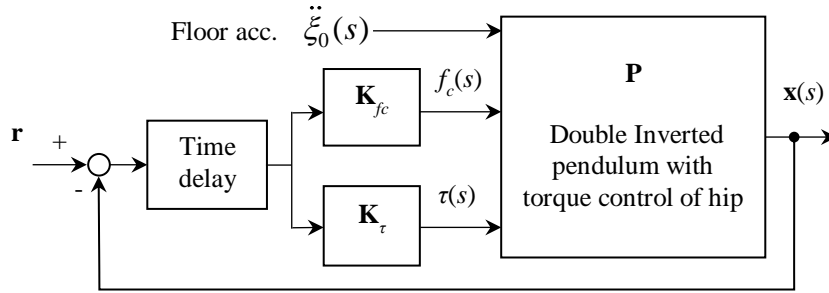 Floor acc. ξ̈₀(s)
P
Double Inverted
pendulum with
torque control of hip
K_fc
f_c(s)
x(s)
r
+
-
Time
delay
K_τ
τ(s)